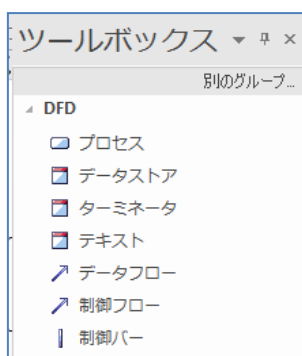 ツールボックス
別のグループ...
DFD
プロセス
データストア
ターミネータ
テキスト
データフロー
制御フロー
制御バー